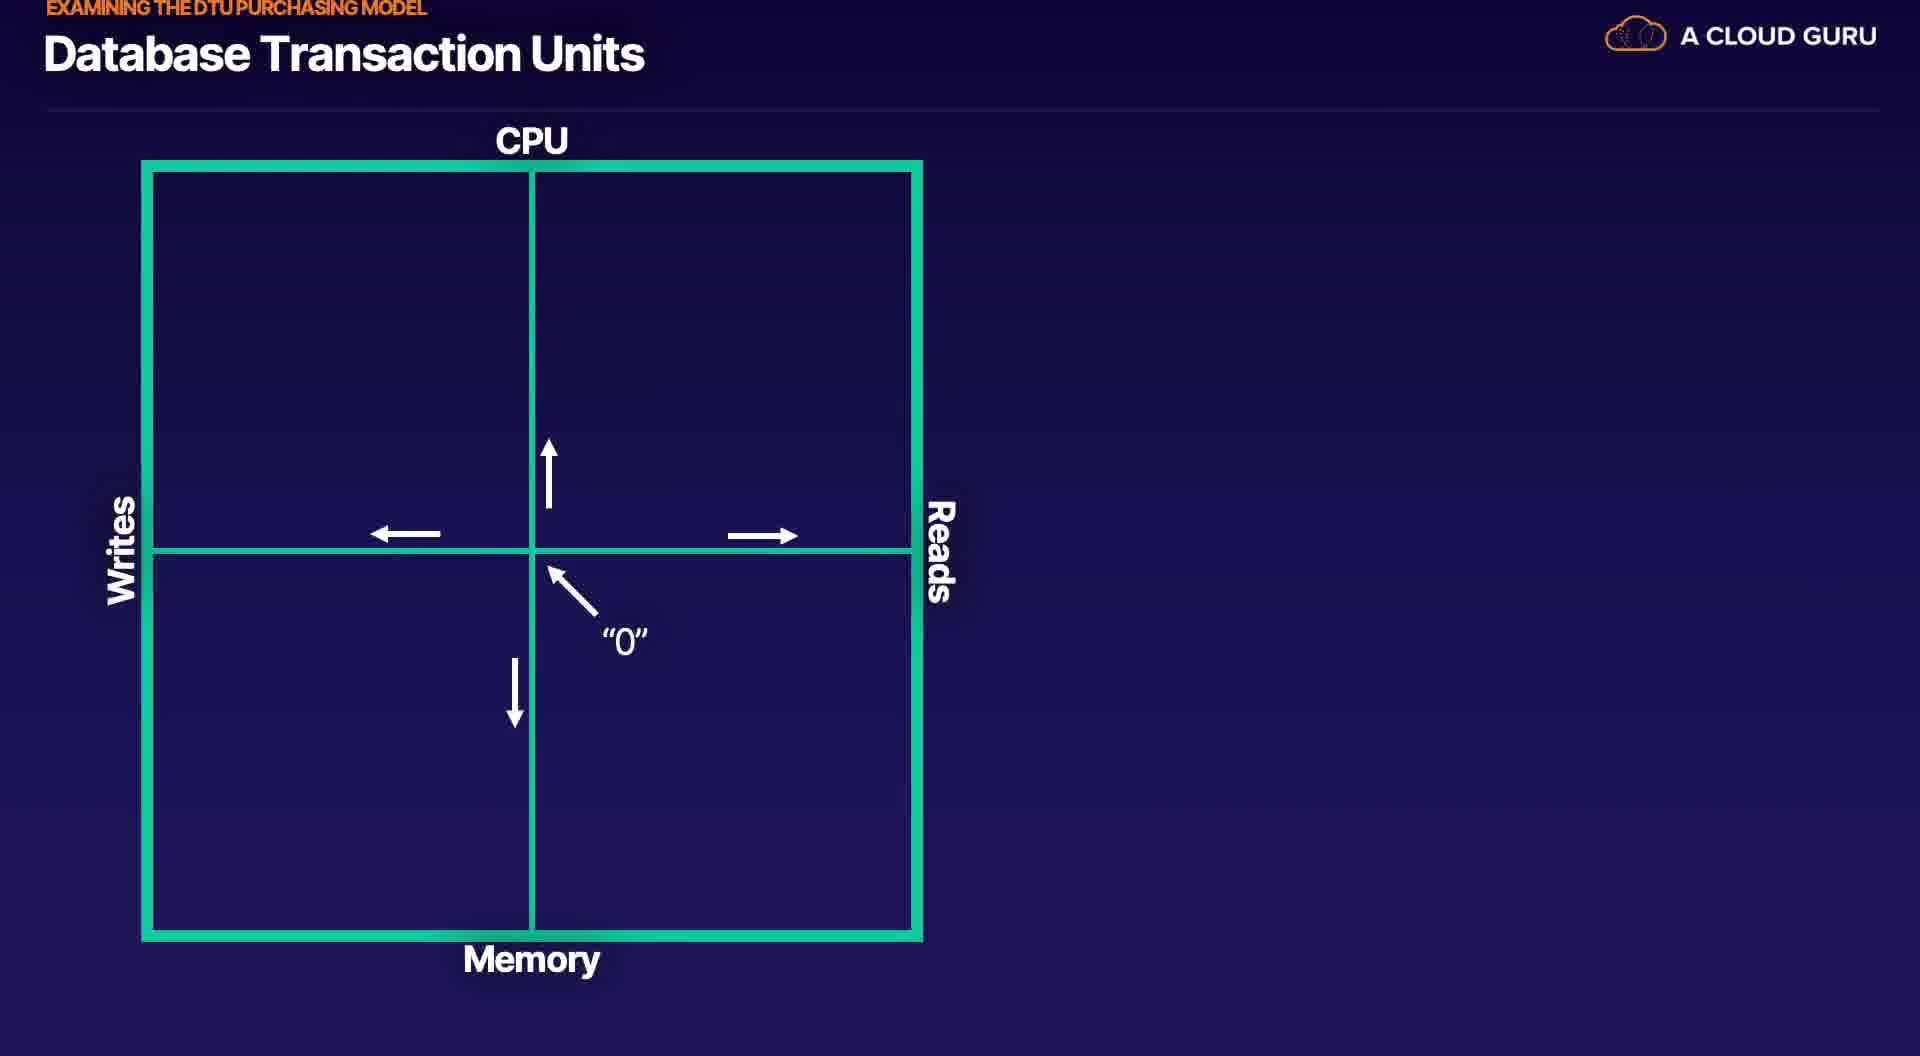 EXAMINING THE DTU PURCHASING MODEL
Database Transaction Units
A CLOUD GURU
CPU
Writes
Reads
“0”
Memory